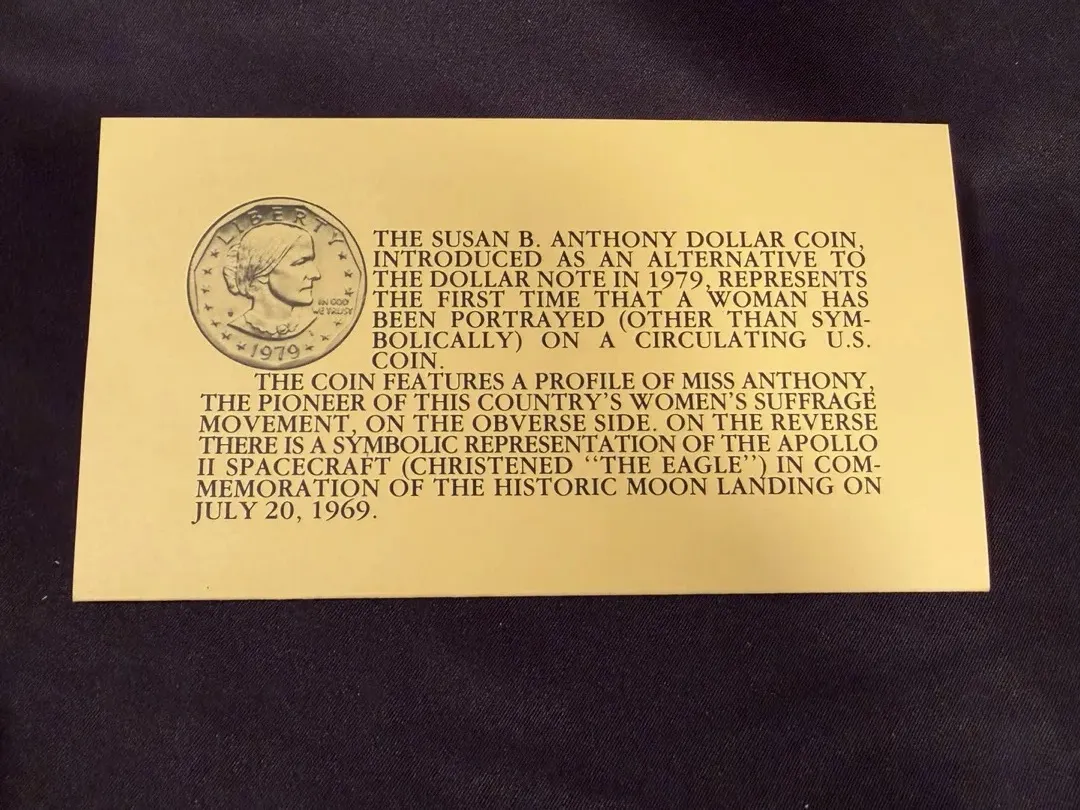 LIBERTY
IN GOD
WE TRUST
1979
THE SUSAN B. ANTHONY DOLLAR COIN,
INTRODUCED AS AN ALTERNATIVE TO
THE DOLLAR NOTE IN 1979, REPRESENTS
THE FIRST TIME THAT A WOMAN HAS
BEEN PORTRAYED (OTHER THAN SYM-
BOLICALLY) ON A CIRCULATING U.S.
COIN.
THE COIN FEATURES A PROFILE OF MISS ANTHONY,
THE PIONEER OF THIS COUNTRY'S WOMEN'S SUFFRAGE
MOVEMENT, ON THE OBVERSE SIDE. ON THE REVERSE
THERE IS A SYMBOLIC REPRESENTATION OF THE APOLLO
II SPACECRAFT (CHRISTENED “THE EAGLE”) IN COM-
MEMORATION OF THE HISTORIC MOON LANDING ON
JULY 20, 1969.